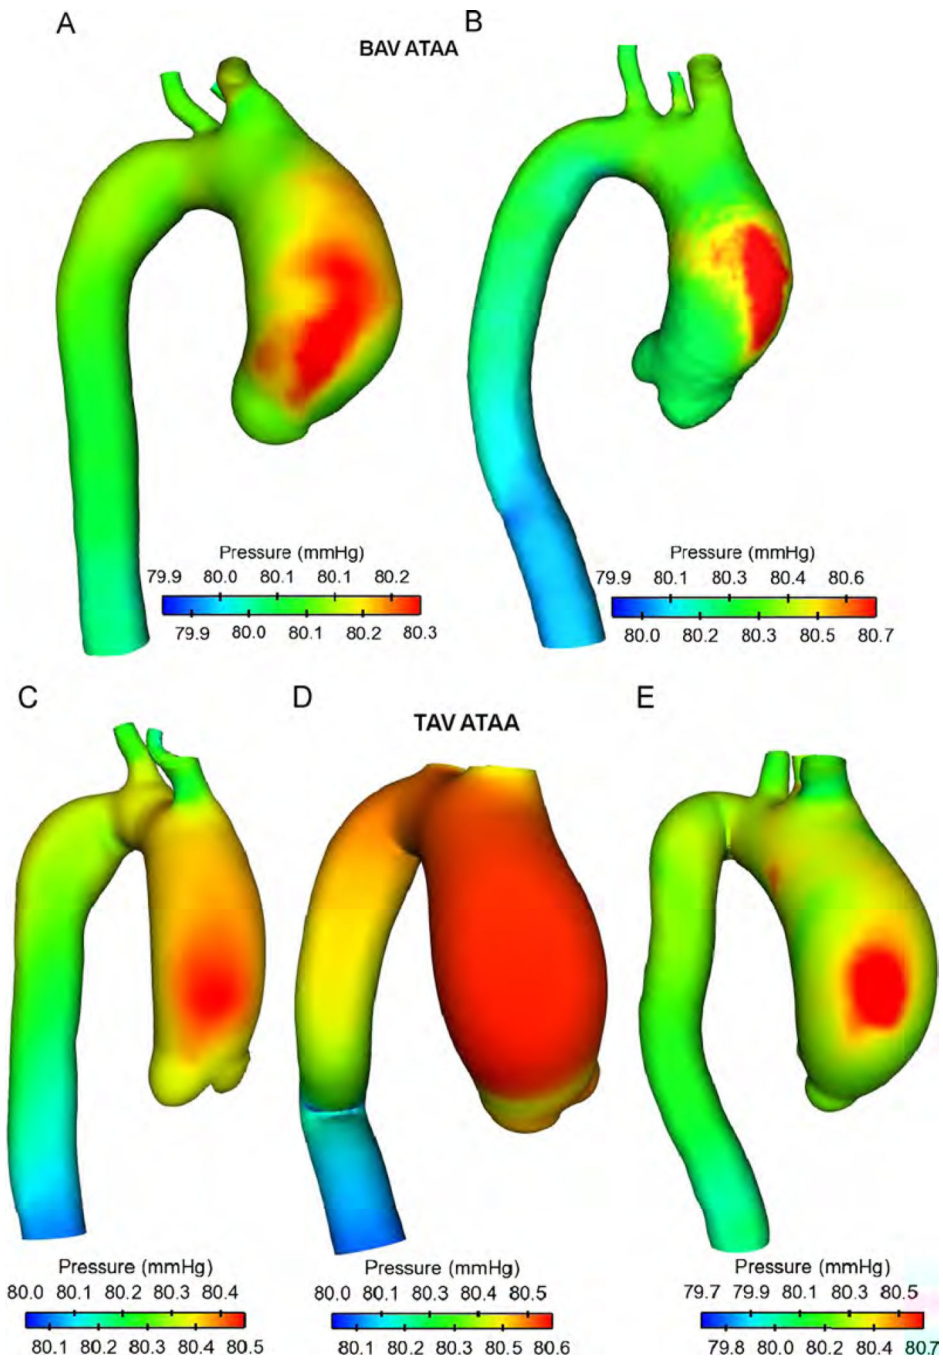 A
B
BAV ATAA
Pressure (mmHg)
79.9 80.0 80.1 80.1 80.2
79.9 80.0 80.1 80.2 80.3
Pressure (mmHg)
79.9 80.1 80.3 80.4 80.6
80.0 80.2 80.3 80.5 80.7
C
D
E
TAV ATAA
Pressure (mmHg)
80.0 80.1 80.2 80.3 80.4
80.1 80.2 80.3 80.4 80.5
Pressure (mmHg)
80.0 80.1 80.3 80.4 80.5
80.1 80.2 80.3 80.5 80.6
Pressure (mmHg)
79.7 79.9 80.1 80.3 80.5
79.8 80.0 80.2 80.4 80.7